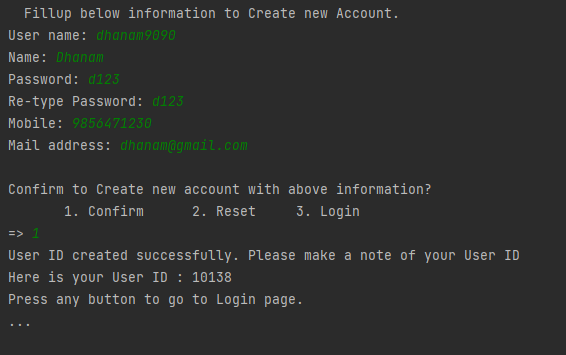 Fillup below information to Create new Account.
User name: dhanam9090
Name: Dhanam
Password: d123
Re-type Password: d123
Mobile: 9856471230
Mail address: dhanam@gmail.com
Confirm to Create new account with above information?
1. Confirm 2. Reset 3. Login
=> 1
User ID created successfully. Please make a note of your User ID
Here is your User ID : 10138
Press any button to go to Login page.
...